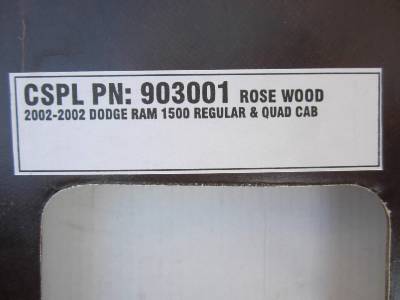 CSPL PN: 903001 ROSE WOOD
2002-2002 DODGE RAM 1500 REGULAR & QUAD CAB